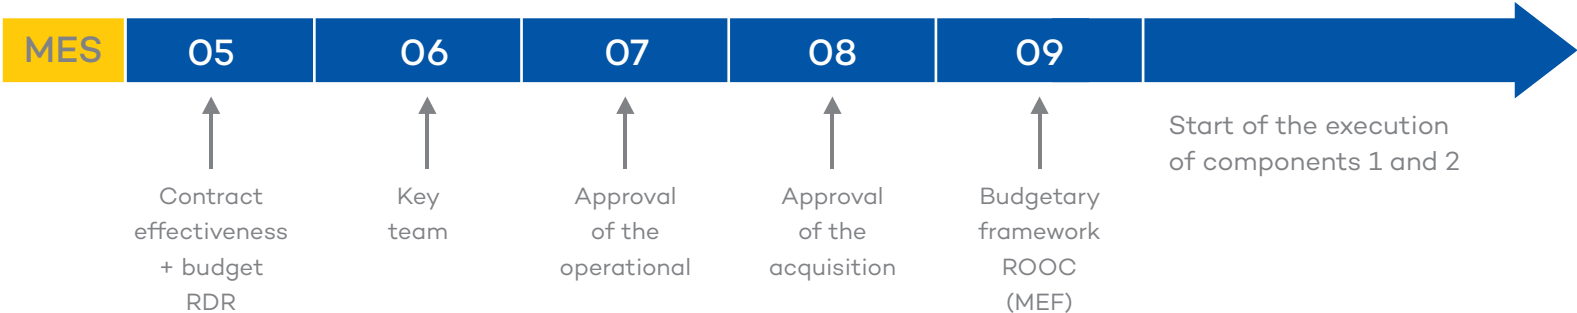 MES 05 06 07 08 09
Start of the execution
of components 1 and 2
Contract
effectiveness
+ budget
RDR
Key
team
Approval
of the
operational
Approval
of the
acquisition
Budgetary
framework
ROOC
(MEF)